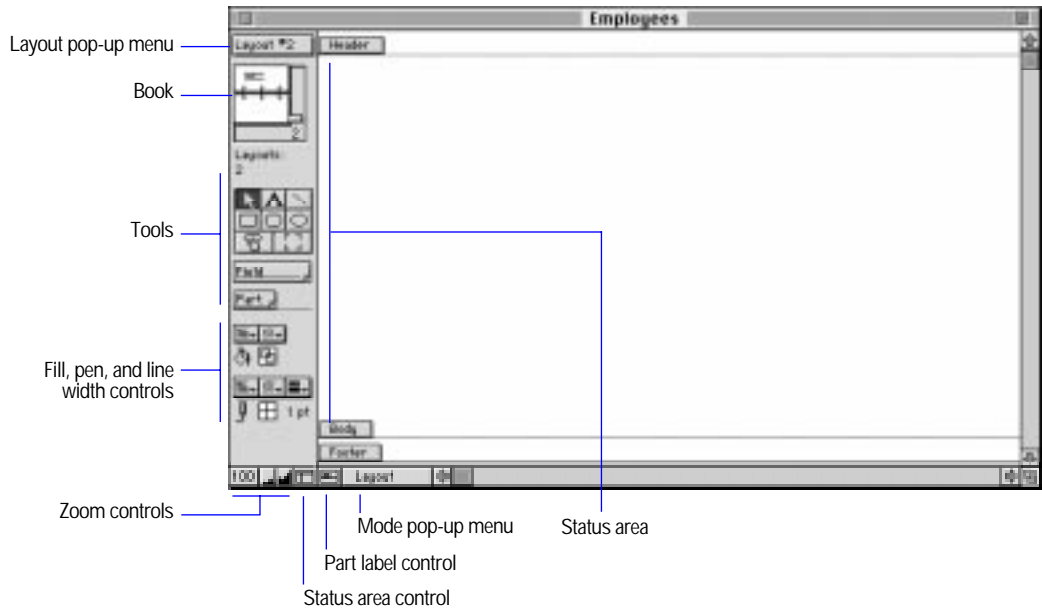 Employees
Layout pop-up menu
Layout #2
Header
Book
2
Layouts:
2
Tools
Field
Part
Fill, pen, and line
width controls
1 pt
Body
Footer
100
Layout
Zoom controls
Mode pop-up menu
Status area
Part label control
Status area control